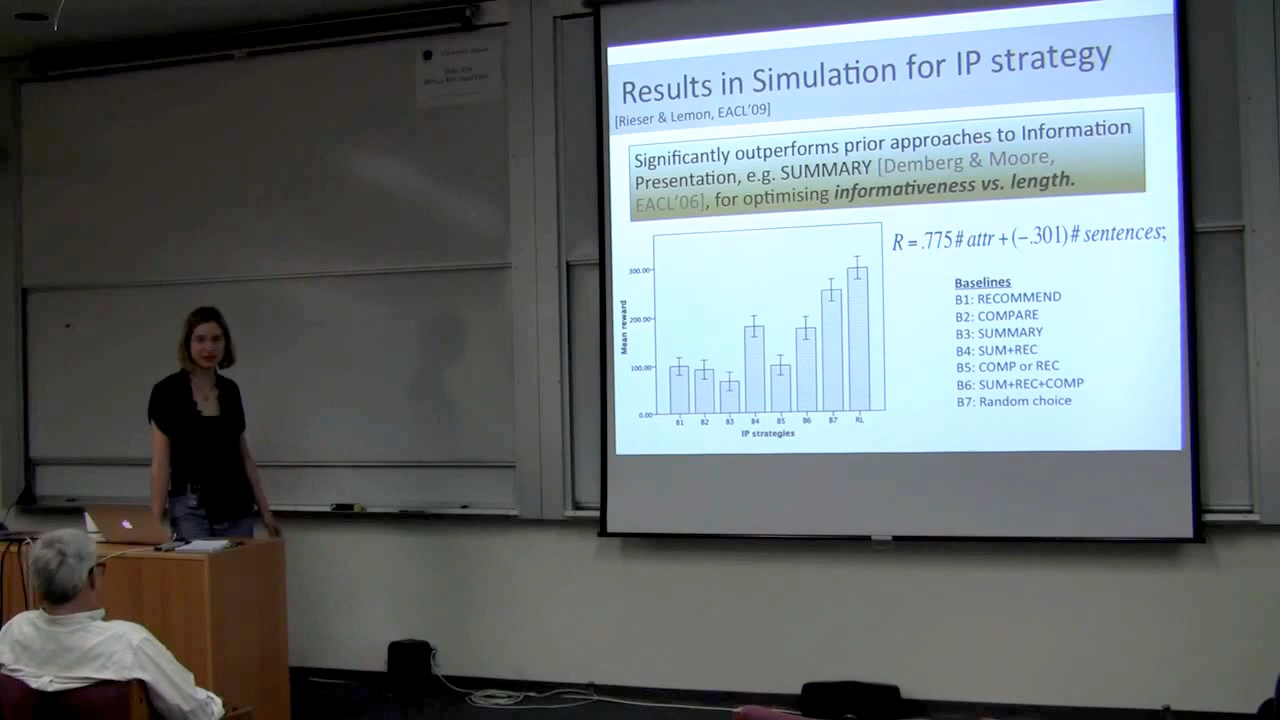 Results in Simulation for IP strategy
[Rieser & Lemon, EACL'09]
Significantly outperforms prior approaches to Information
Presentation, e.g. SUMMARY [Demberg & Moore,
EACL'06], for optimising informativeness vs. length.
R = .775# attr + (−.301)# sentences;
Baselines
B1: RECOMMEND
B2: COMPARE
B3: SUMMARY
B4: SUM+REC
B5: COMP or REC
B6: SUM+REC+COMP
B7: Random choice
Mean reward
300.00
200.00
100.00
0.00
B1 B2 B3 B4 B5 B6 B7 RL
IP strategies